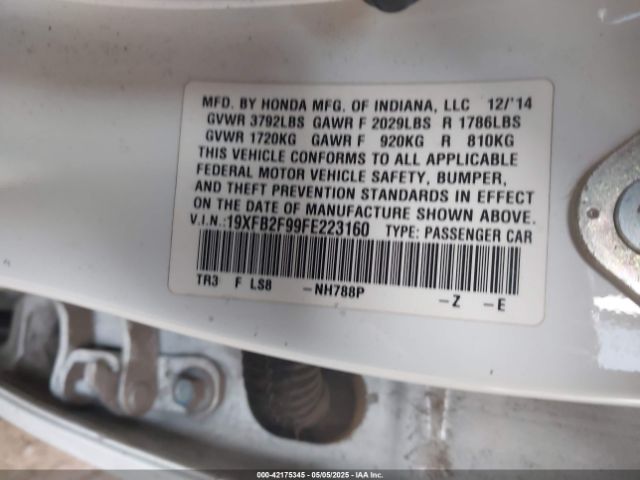 MFD. BY HONDA MFG. OF INDIANA, LLC 12/'14
GVWR 3792LBS GAWR F 2029LBS R 1786LBS
GVWR 1720KG GAWR F 920KG R 810KG
THIS VEHICLE CONFORMS TO ALL APPLICABLE
FEDERAL MOTOR VEHICLE SAFETY, BUMPER,
AND THEFT PREVENTION STANDARDS IN EFFECT
ON THE DATE OF MANUFACTURE SHOWN ABOVE.
V.I.N.:19XFB2F99FE223160 TYPE: PASSENGER CAR
TR3 F LS8 -NH788P -Z -E
000-42175345 05/05/2025 IAAI.COM